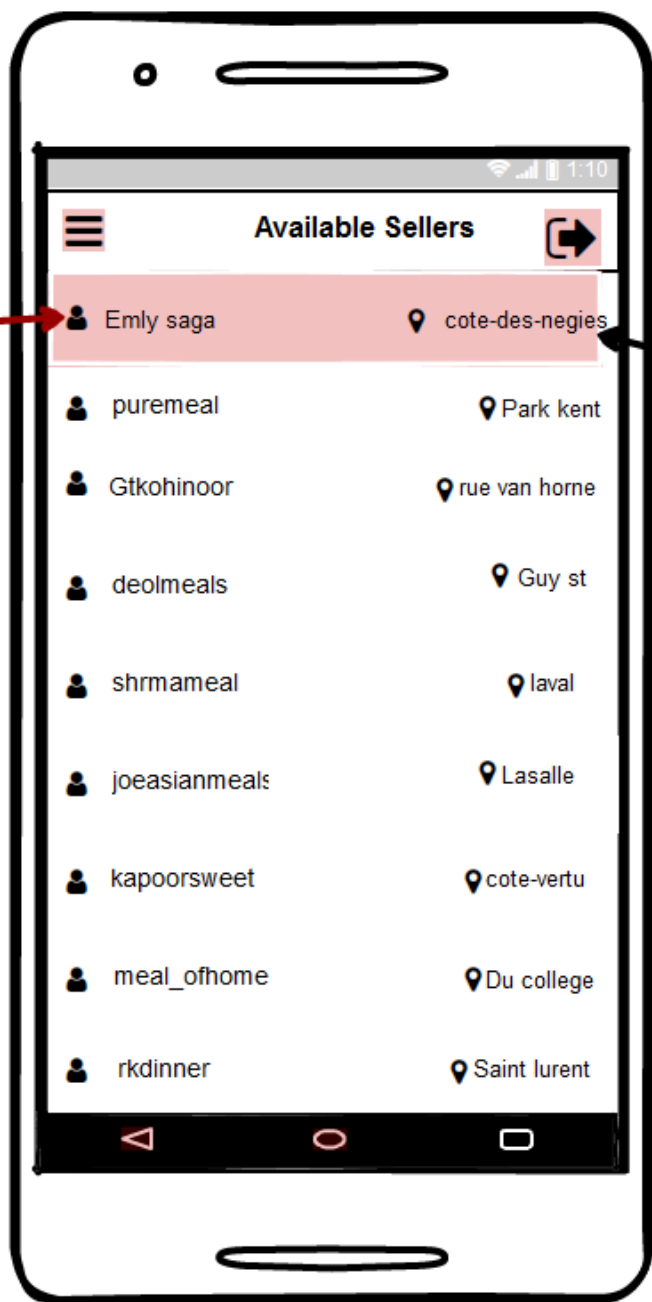 1:10
Available Sellers
Emly saga cote-des-negies
puremeal Park kent
Gtkohinoor rue van horne
deolmeals Guy st
shrmameal laval
joeasianmeals Lasalle
kapoorsweet cote-vertu
meal_ofhome Du college
rkdinner Saint lurent